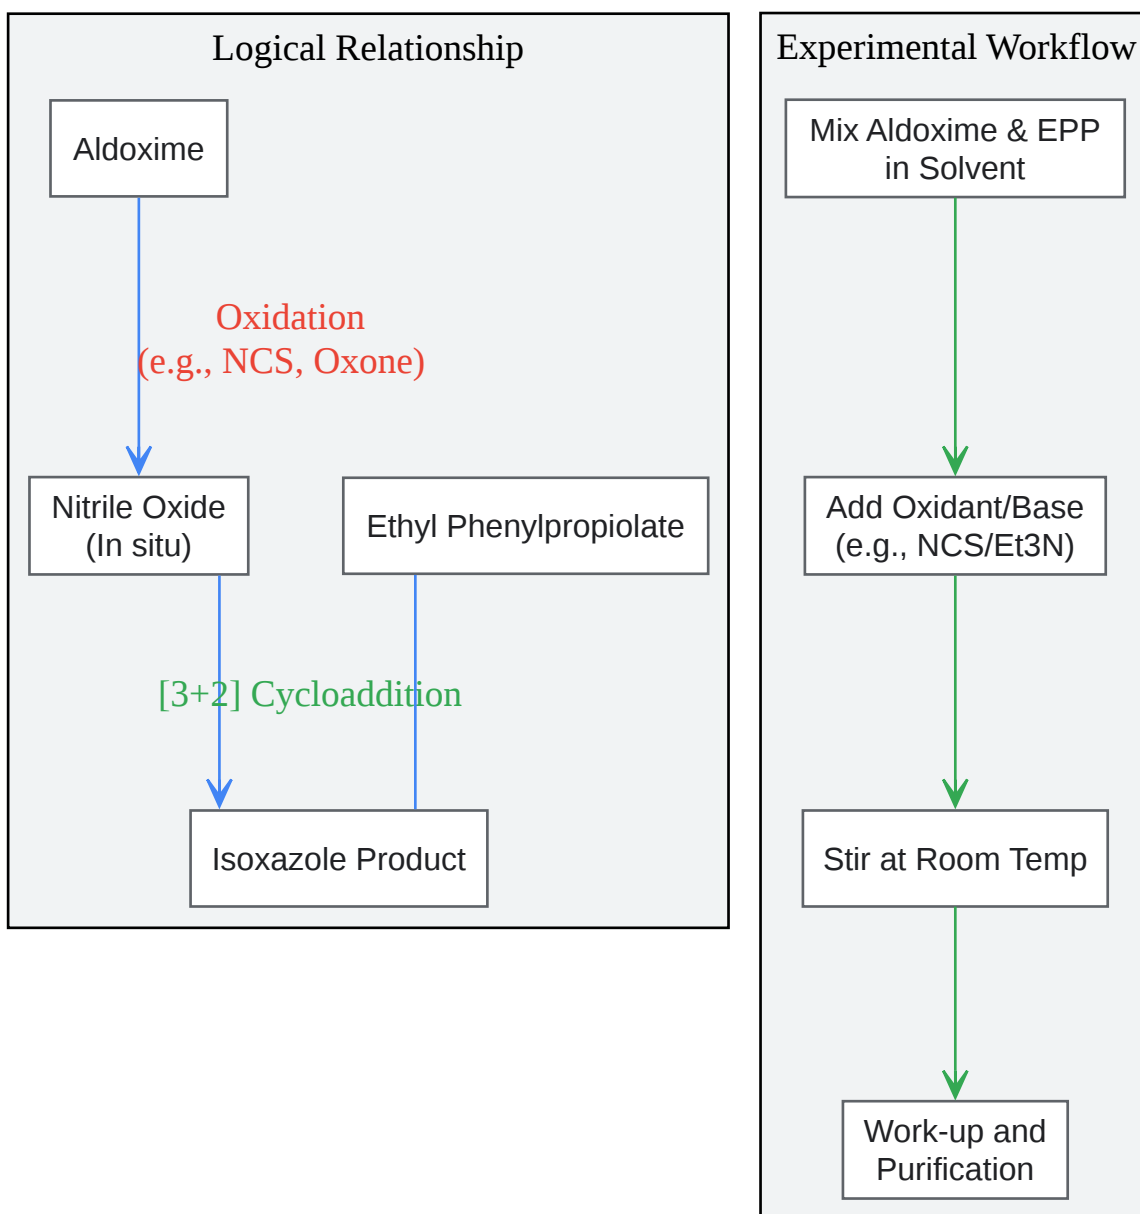 Logical Relationship
Aldoxime
Oxidation
(e.g., NCS, Oxone)
Nitrile Oxide
(In situ)
Ethyl Phenylpropiolate
[3+2] Cycloaddition
Isoxazole Product
Experimental Workflow
Mix Aldoxime & EPP
in Solvent
Add Oxidant/Base
(e.g., NCS/Et3N)
Stir at Room Temp
Work-up and
Purification